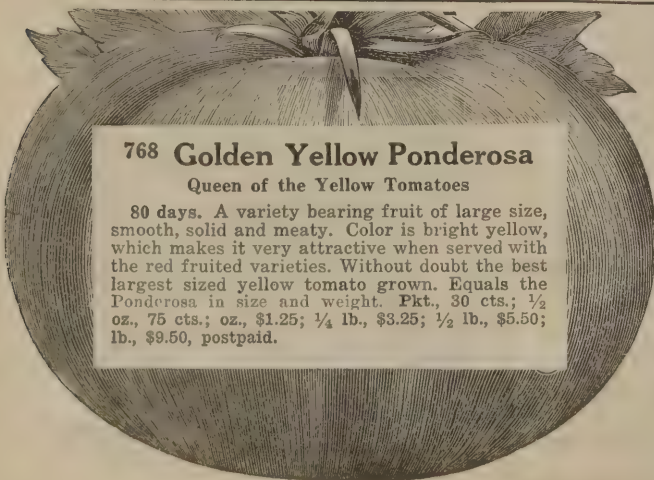 768 Golden Yellow Ponderosa
Queen of the Yellow Tomatoes
80 days. A variety bearing fruit of large size,
smooth, solid and meaty. Color is bright yellow,
which makes it very attractive when served with
the red fruited varieties. Without doubt the best
largest sized yellow tomato grown. Equals the
Ponderosa in size and weight. Pkt., 30 cts.; ½
oz., 75 cts.; oz., $1.25; ¼ lb., $3.25; ½ lb., $5.50;
lb., $9.50, postpaid.